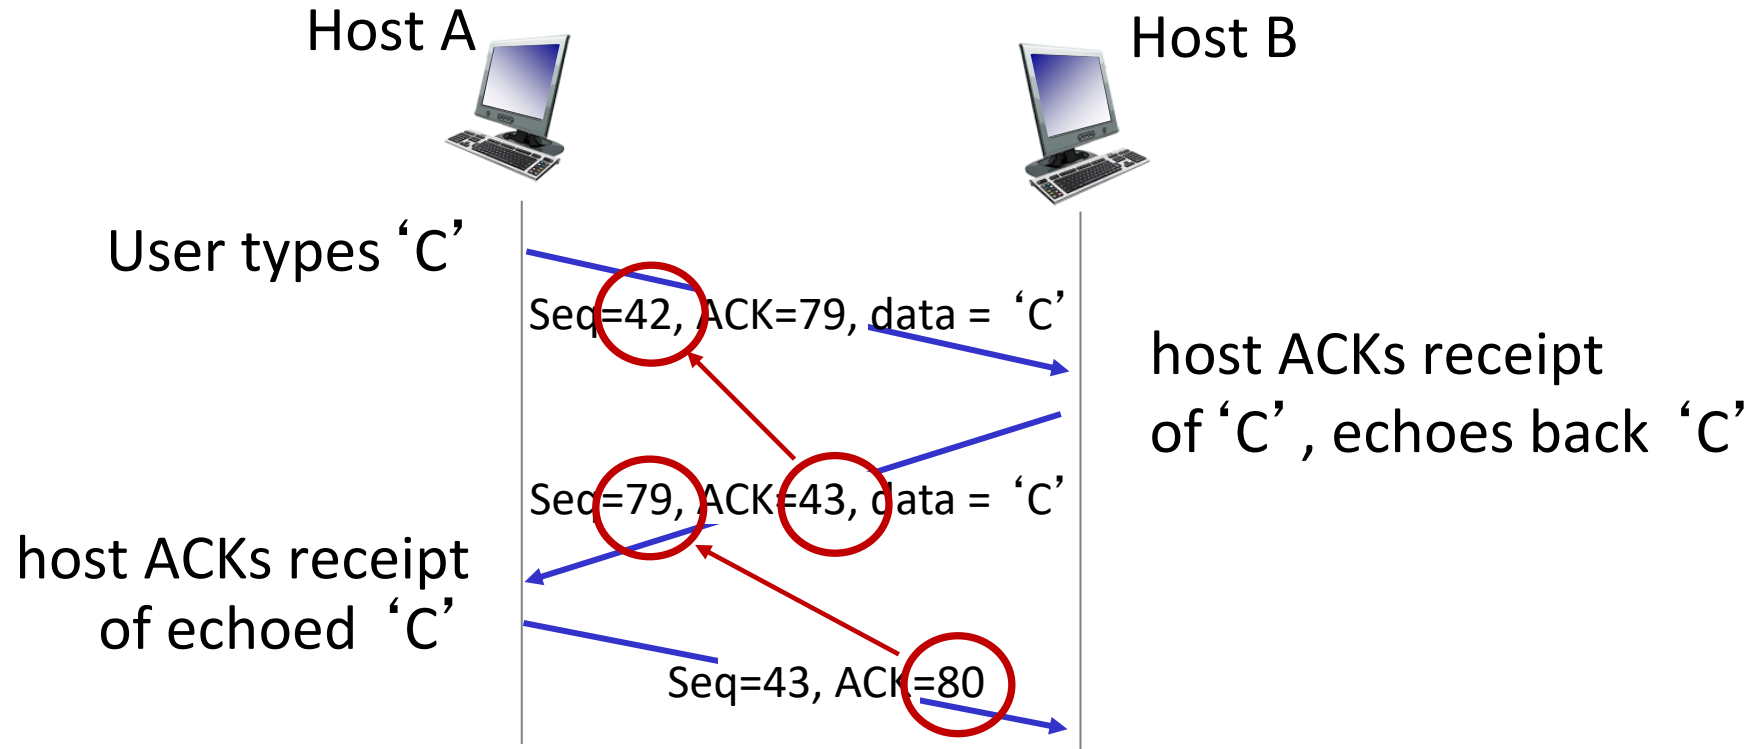 Host A
Host B
User types ‘C’
Seq=42, ACK=79, data = ‘C’
host ACKs receipt
of ‘C’, echoes back ‘C’
Seq=79, ACK=43, data = ‘C’
host ACKs receipt
of echoed ‘C’
Seq=43, ACK=80